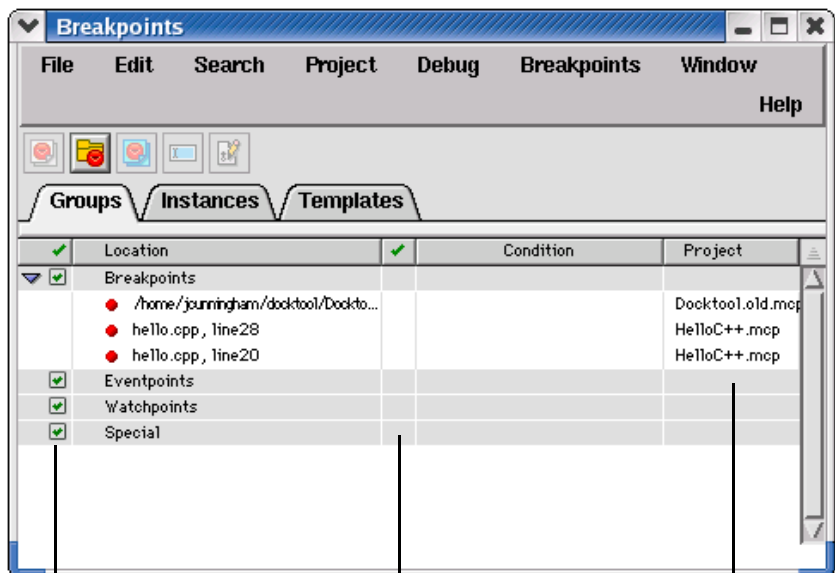 Breakpoints
File Edit Search Project Debug Breakpoints Window
Help
Groups Instances Templates
Location Condition Project
Breakpoints
/home/jcunningham/docktool/Dockto... Docktool.old.mcp
hello.cpp, line28 HelloC++.mcp
hello.cpp, line20 HelloC++.mcp
Eventpoints
Watchpoints
Special